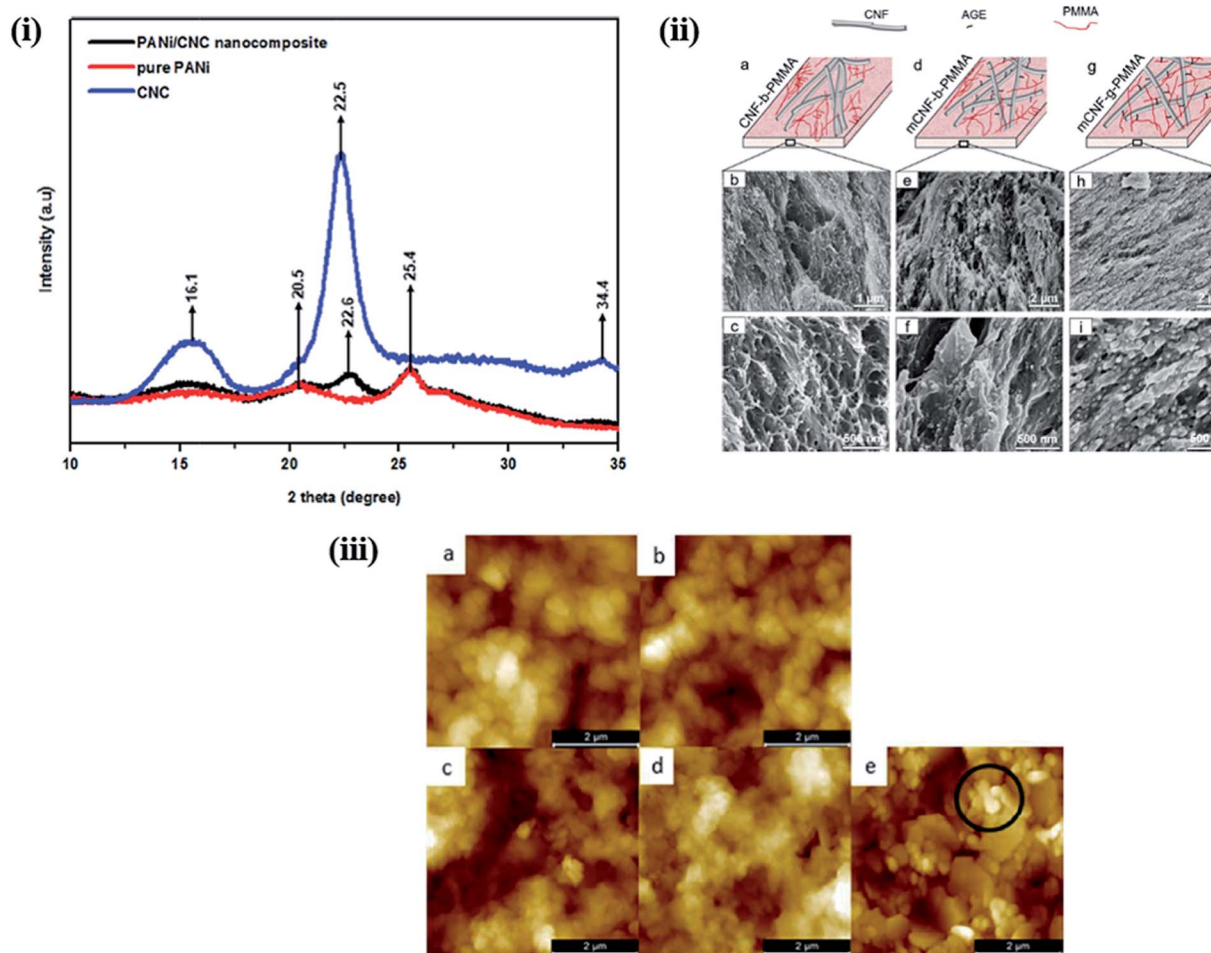 (i)
PANi/CNC nanocomposite
pure PANi
CNC
16.1
20.5
22.5
22.6
25.4
34.4
Intensity (a.u)
10 15 20 25 30 35
2 theta (degree)
(ii)
CNF AGE PMMA
a d g
CNF-b-PMMA
mCNF-b-PMMA
mCNF-g-PMMA
b e h
1 μm 2 μm 2
c f i
500 nm 500 nm 500
(iii)
a b
2 μm 2 μm
c d e
2 μm 2 μm 2 μm